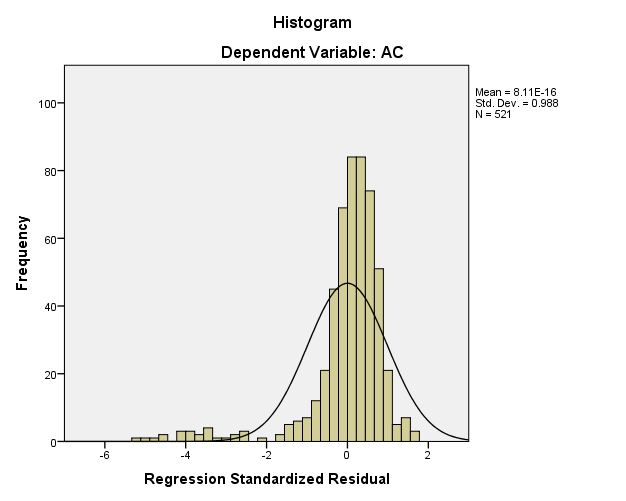 Histogram
Dependent Variable: AC
Mean = 8.11E-16
Std. Dev. = 0.988
N = 521
100
80
60
40
20
0
Frequency
-6 -4 -2 0 2
Regression Standardized Residual